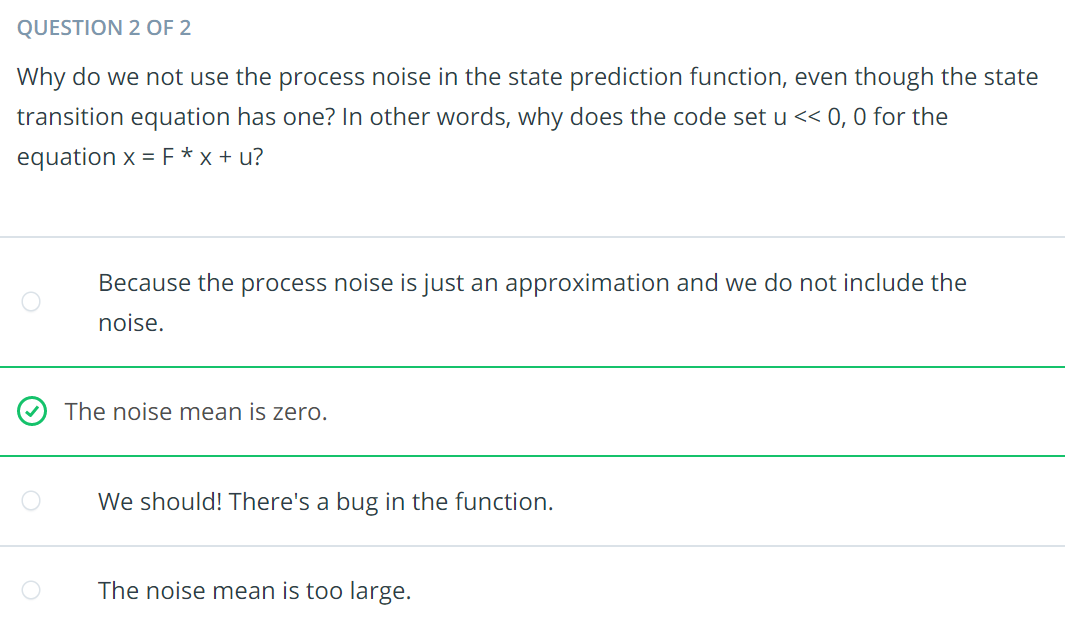 QUESTION 2 OF 2
Why do we not use the process noise in the state prediction function, even though the state
transition equation has one? In other words, why does the code set u << 0, 0 for the
equation x = F * x + u?
Because the process noise is just an approximation and we do not include the
noise.
The noise mean is zero.
We should! There's a bug in the function.
The noise mean is too large.